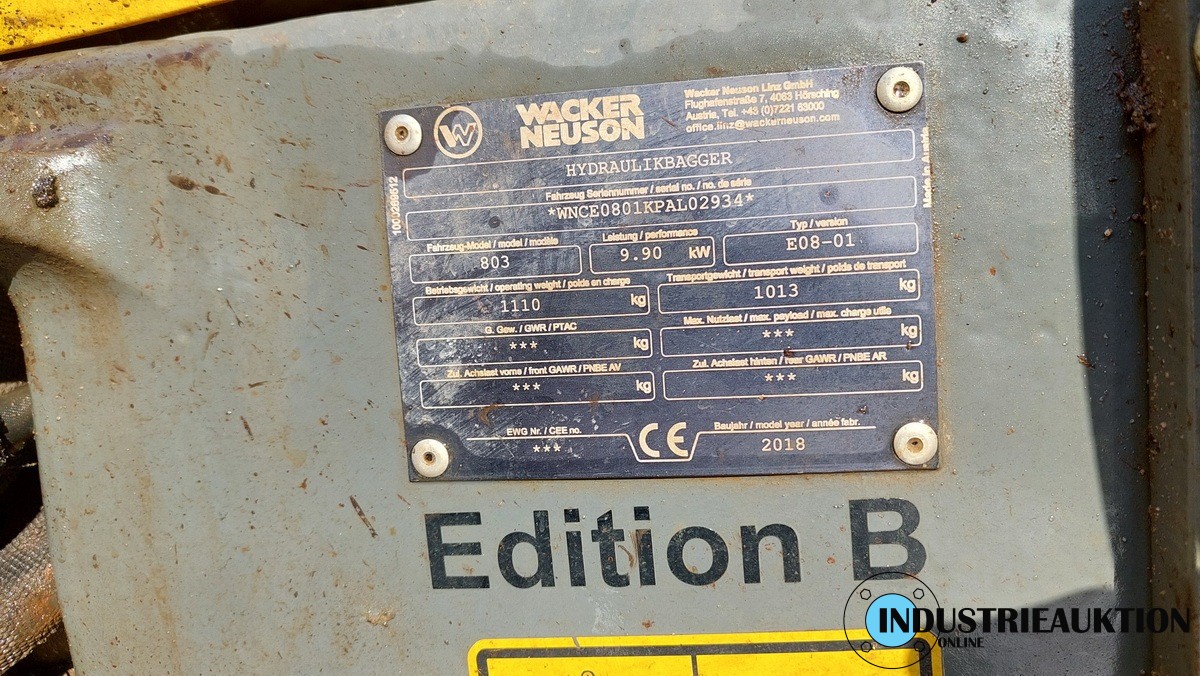 WACKER
NEUSON
Wacker Neuson Linz GmbH
Flughafenstraße 7, 4063 Hörsching
Austria, Tel. +43 (0)7221 63000
office.linz@wackerneuson.com
HYDRAULIKBAGGER
Fahrzeug Seriennummer / serial no. / no. de série
*WNCE0801KPAL02934*
Fahrzeug-Model / model / modèle
803
Leistung / performance
9.90 kW
Typ / version
E08-01
Betriebsgewicht / operating weight / poids en charge
1110 kg
Transportgewicht / transport weight / poids de transport
1013 kg
G. Gew. / GWR / PTAC
*** kg
Max. Nutzlast / max. payload / max. charge utile
*** kg
Zul. Achslast vorne / front GAWR / PNBE AV
*** kg
Zul. Achslast hinten / rear GAWR / PNBE AR
*** kg
EWG Nr. / CEE no.
***
CE
Baujahr / model year / année fabr.
2018
1000289512
Made in Austria
Edition B
INDUSTRIEAUKTION
ONLINE